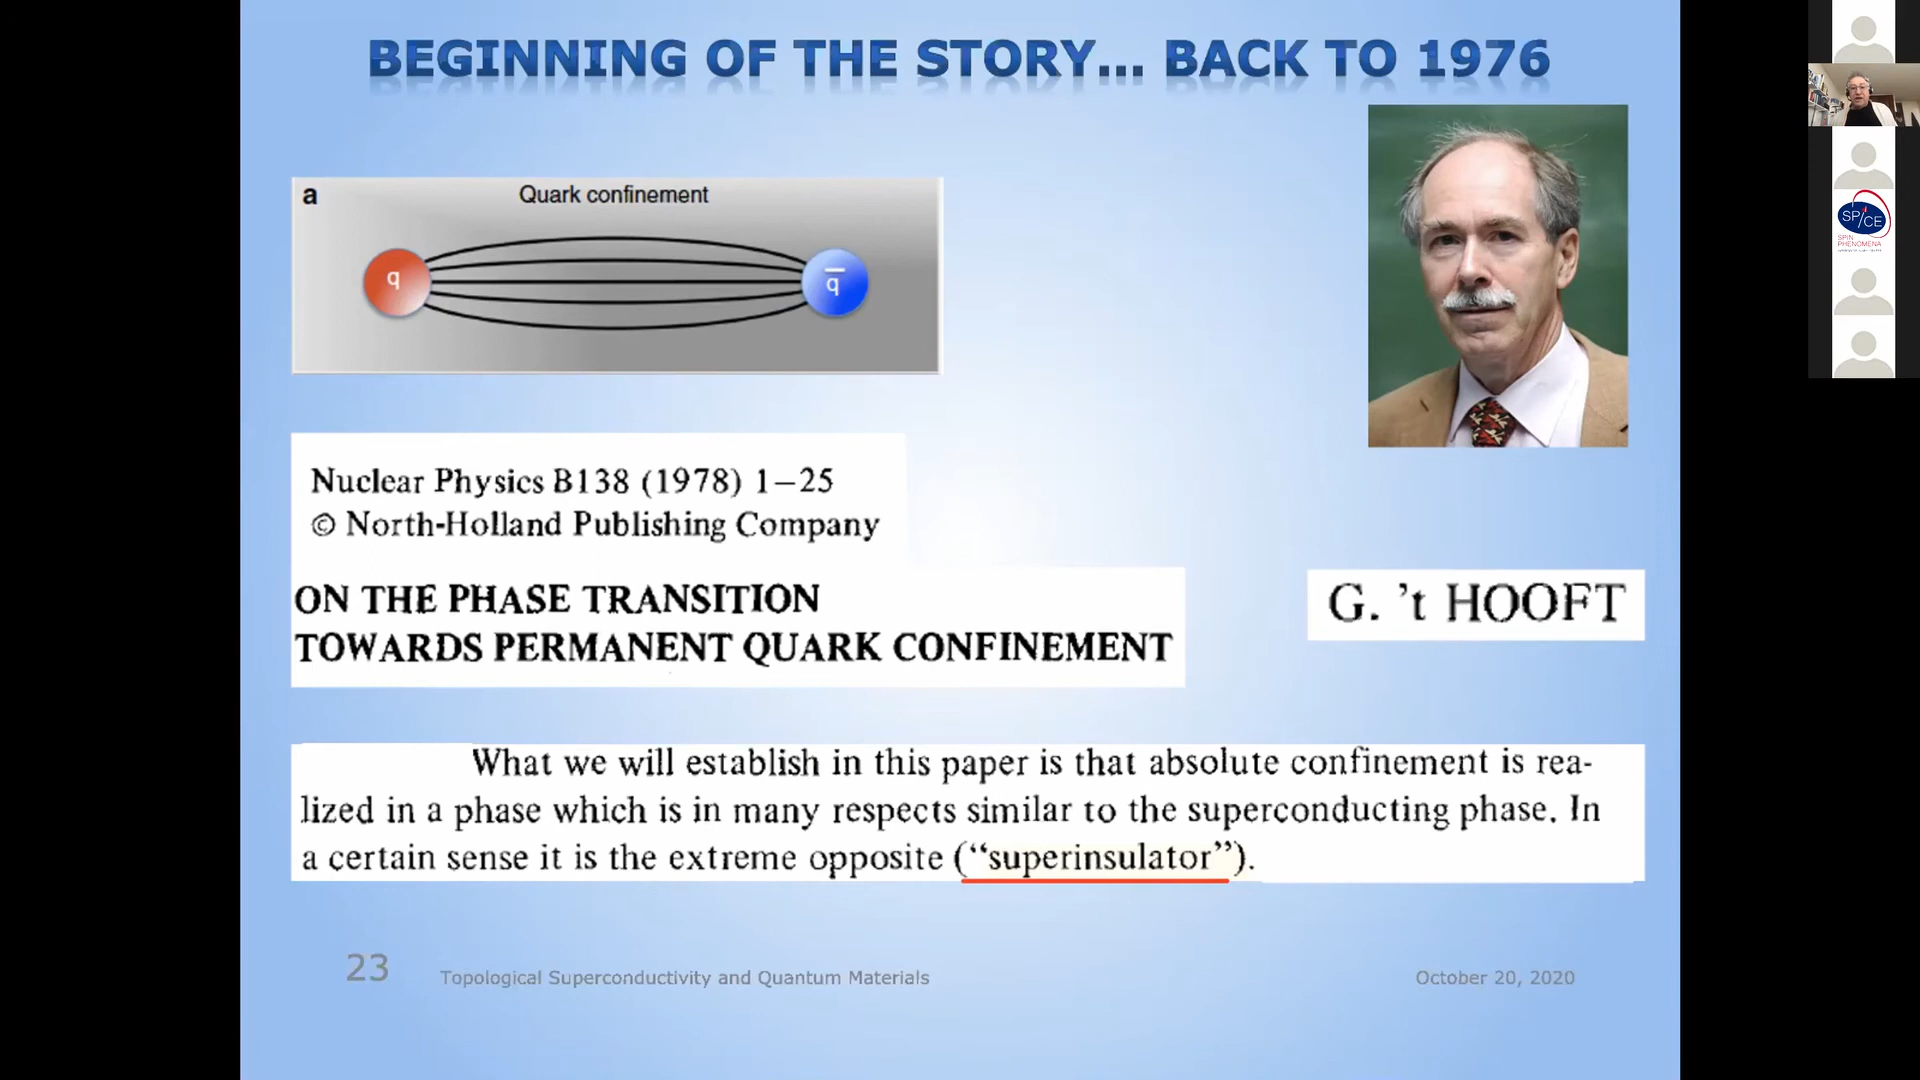 BEGINNING OF THE STORY... BACK TO 1976
a
Quark confinement
q
q̅
Nuclear Physics B138 (1978) 1–25
© North-Holland Publishing Company
ON THE PHASE TRANSITION
TOWARDS PERMANENT QUARK CONFINEMENT
G. 't HOOFT
What we will establish in this paper is that absolute confinement is rea-
lized in a phase which is in many respects similar to the superconducting phase. In
a certain sense it is the extreme opposite (“superinsulator”).
23
Topological Superconductivity and Quantum Materials
October 20, 2020
SP/CE
SPIN
PHENOMENA